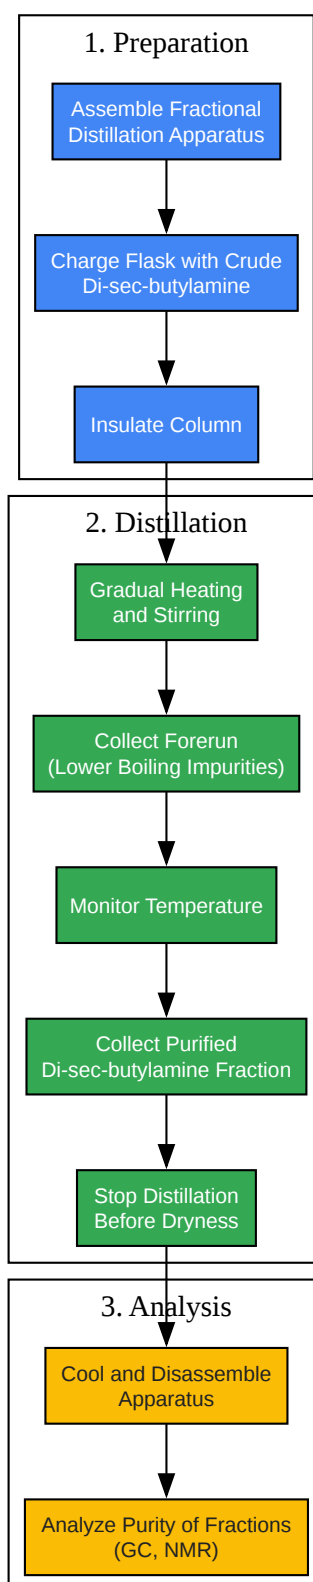 1. Preparation
Assemble Fractional
Distillation Apparatus
Charge Flask with Crude
Di-sec-butylamine
Insulate Column
2. Distillation
Gradual Heating
and Stirring
Collect Forerun
(Lower Boiling Impurities)
Monitor Temperature
Collect Purified
Di-sec-butylamine Fraction
Stop Distillation
Before Dryness
3. Analysis
Cool and Disassemble
Apparatus
Analyze Purity of Fractions
(GC, NMR)